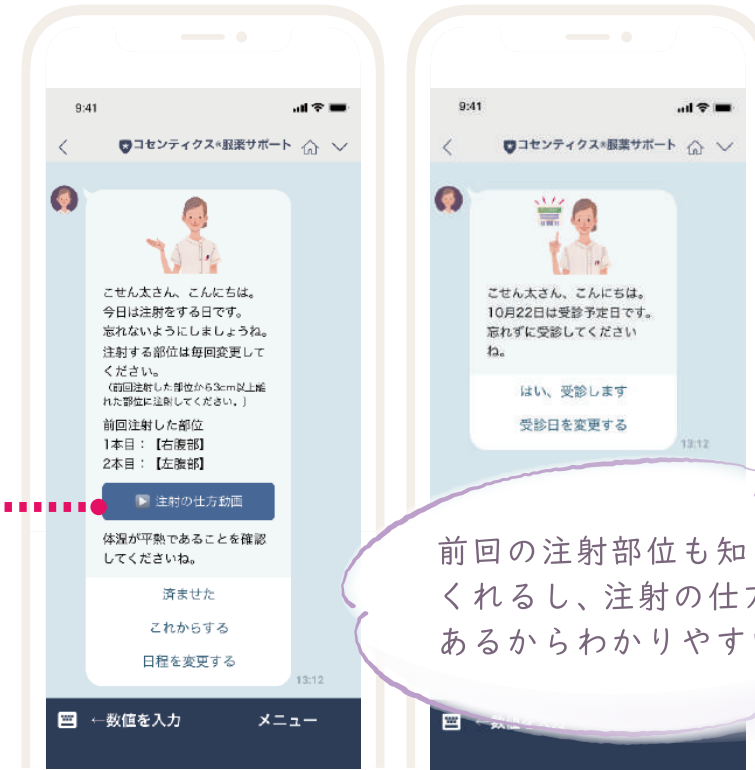 9:41
コセンティクス®服薬サポート
こせん太さん、こんにちは。
今日は注射をする日です。
忘れないようにしましょうね。
注射する部位は毎回変更して
ください。
(前回注射した部位から3cm以上離
れた部位に注射してください。)
前回注射した部位
1本目：【右腹部】
2本目：【左腹部】
注射の仕方動画
体温が平熱であることを確認
してくださいね。
済ませた
これからする
日程を変更する
13:12
←数値を入力
メニュー
9:41
コセンティクス®服薬サポート
こせん太さん、こんにちは。
10月22日は受診予定日です。
忘れずに受診してください
ね。
はい、受診します
受診日を変更する
13:12
前回の注射部位も知
くれるし、注射の仕方
あるからわかりやす